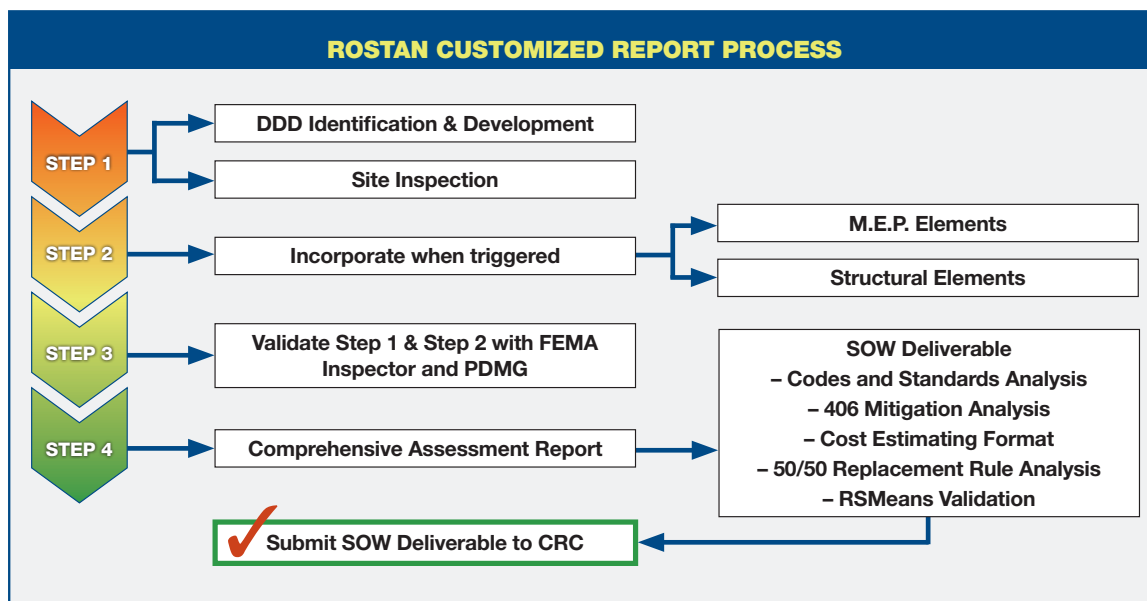 ROSTAN CUSTOMIZED REPORT PROCESS
STEP 1
DDD Identification & Development
Site Inspection
STEP 2
Incorporate when triggered
M.E.P. Elements
Structural Elements
STEP 3
Validate Step 1 & Step 2 with FEMA
Inspector and PDMG
STEP 4
Comprehensive Assessment Report
SOW Deliverable
– Codes and Standards Analysis
– 406 Mitigation Analysis
– Cost Estimating Format
– 50/50 Replacement Rule Analysis
– RSMeans Validation
Submit SOW Deliverable to CRC